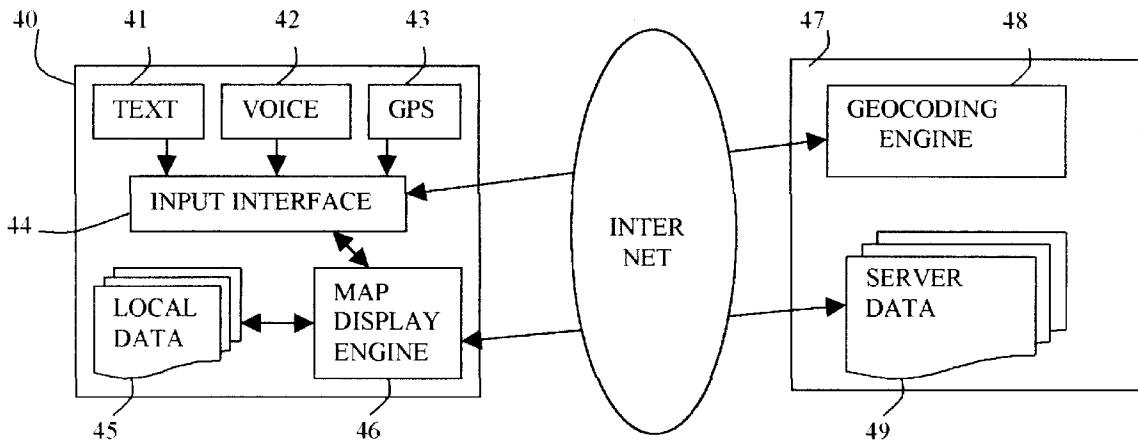 40
41
42
43
47
48
TEXT
VOICE
GPS
GEOCODING
ENGINE
INPUT INTERFACE
44
INTER
NET
LOCAL
DATA
MAP
DISPLAY
ENGINE
SERVER
DATA
45
46
49